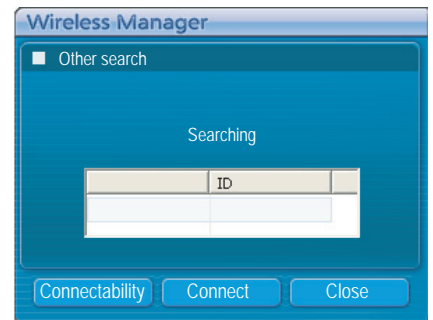 Wireless Manager
Other search
Searching
ID
Connectability Connect Close